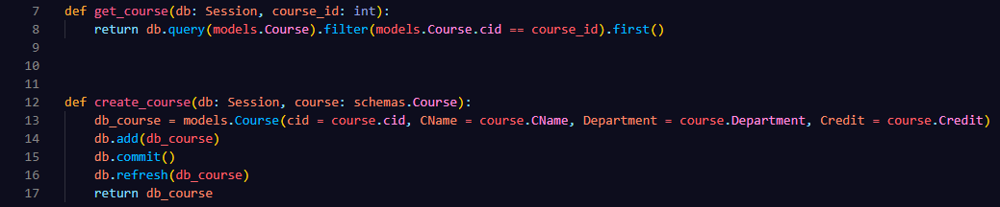 7 def get_course(db: Session, course_id: int):
8 return db.query(models.Course).filter(models.Course.cid == course_id).first()
9
10
11
12 def create_course(db: Session, course: schemas.Course):
13 db_course = models.Course(cid = course.cid, CName = course.CName, Department = course.Department, Credit = course.Credit)
14 db.add(db_course)
15 db.commit()
16 db.refresh(db_course)
17 return db_course